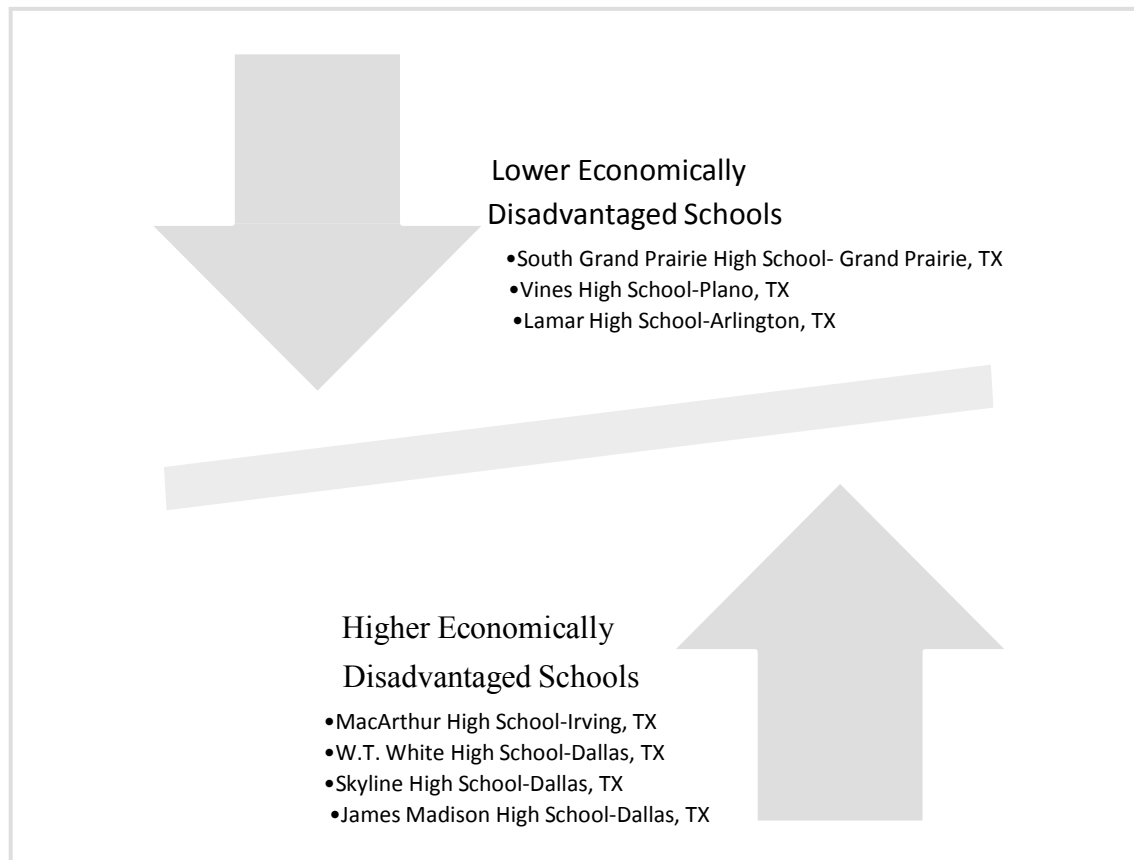 Lower Economically
Disadvantaged Schools
•South Grand Prairie High School- Grand Prairie, TX
•Vines High School-Plano, TX
•Lamar High School-Arlington, TX
Higher Economically
Disadvantaged Schools
•MacArthur High School-Irving, TX
•W.T. White High School-Dallas, TX
•Skyline High School-Dallas, TX
•James Madison High School-Dallas, TX